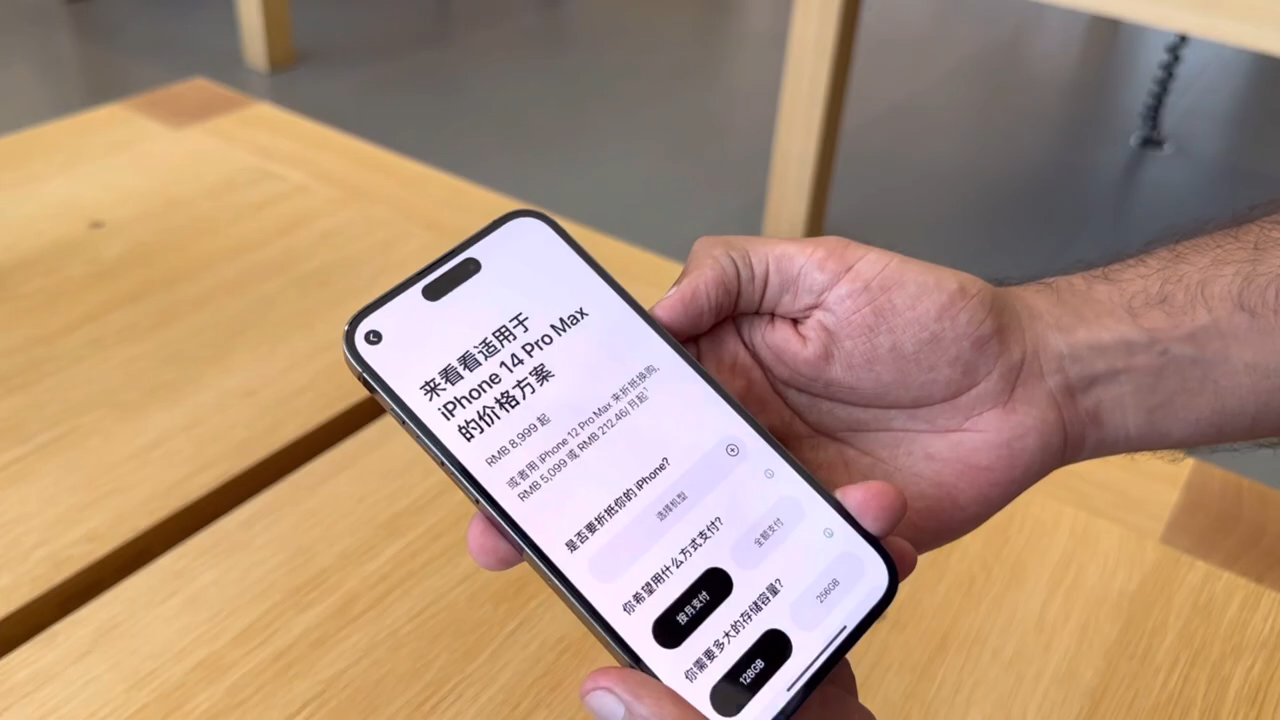 来看看适用于
iPhone 14 Pro Max
的价格方案
RMB 8,999 起
或者用 iPhone 12 Pro Max 来折抵换购,
RMB 5,099 或 RMB 212.46/月起¹
是否要折抵你的 iPhone?
选择机型
你希望用什么方式支付?
按月支付 全额支付
你需要多大的存储容量?
128GB 256GB